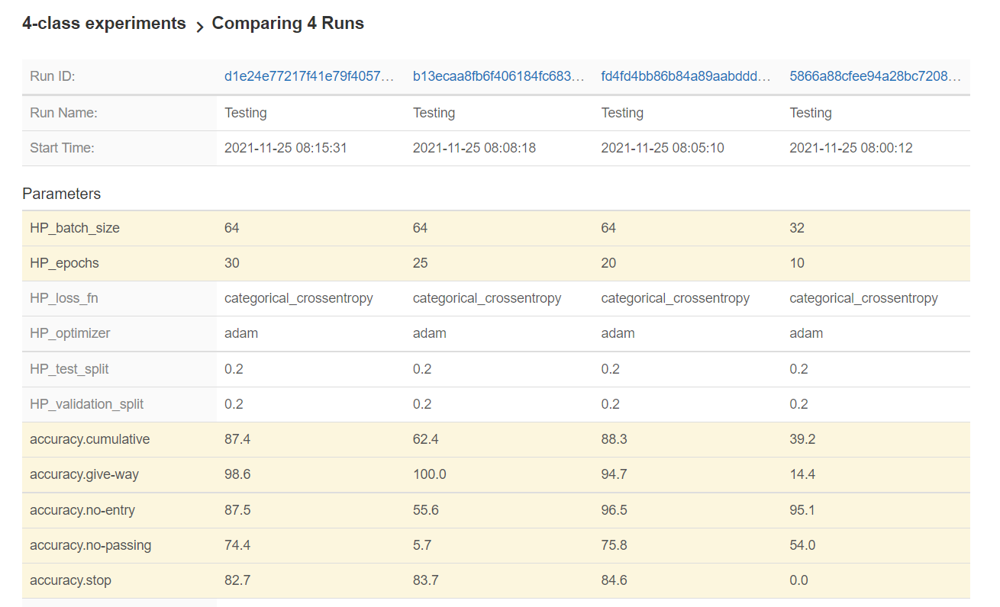 4-class experiments > Comparing 4 Runs
Run ID: d1e24e77217f41e79f4057... b13ecaa8fb6f406184fc683... fd4fd4bb86b84a89aabddd... 5866a88cfee94a28bc7208...
Run Name: Testing Testing Testing Testing
Start Time: 2021-11-25 08:15:31 2021-11-25 08:08:18 2021-11-25 08:05:10 2021-11-25 08:00:12
Parameters
HP_batch_size 64 64 64 32
HP_epochs 30 25 20 10
HP_loss_fn categorical_crossentropy categorical_crossentropy categorical_crossentropy categorical_crossentropy
HP_optimizer adam adam adam adam
HP_test_split 0.2 0.2 0.2 0.2
HP_validation_split 0.2 0.2 0.2 0.2
accuracy.cumulative 87.4 62.4 88.3 39.2
accuracy.give-way 98.6 100.0 94.7 14.4
accuracy.no-entry 87.5 55.6 96.5 95.1
accuracy.no-passing 74.4 5.7 75.8 54.0
accuracy.stop 82.7 83.7 84.6 0.0